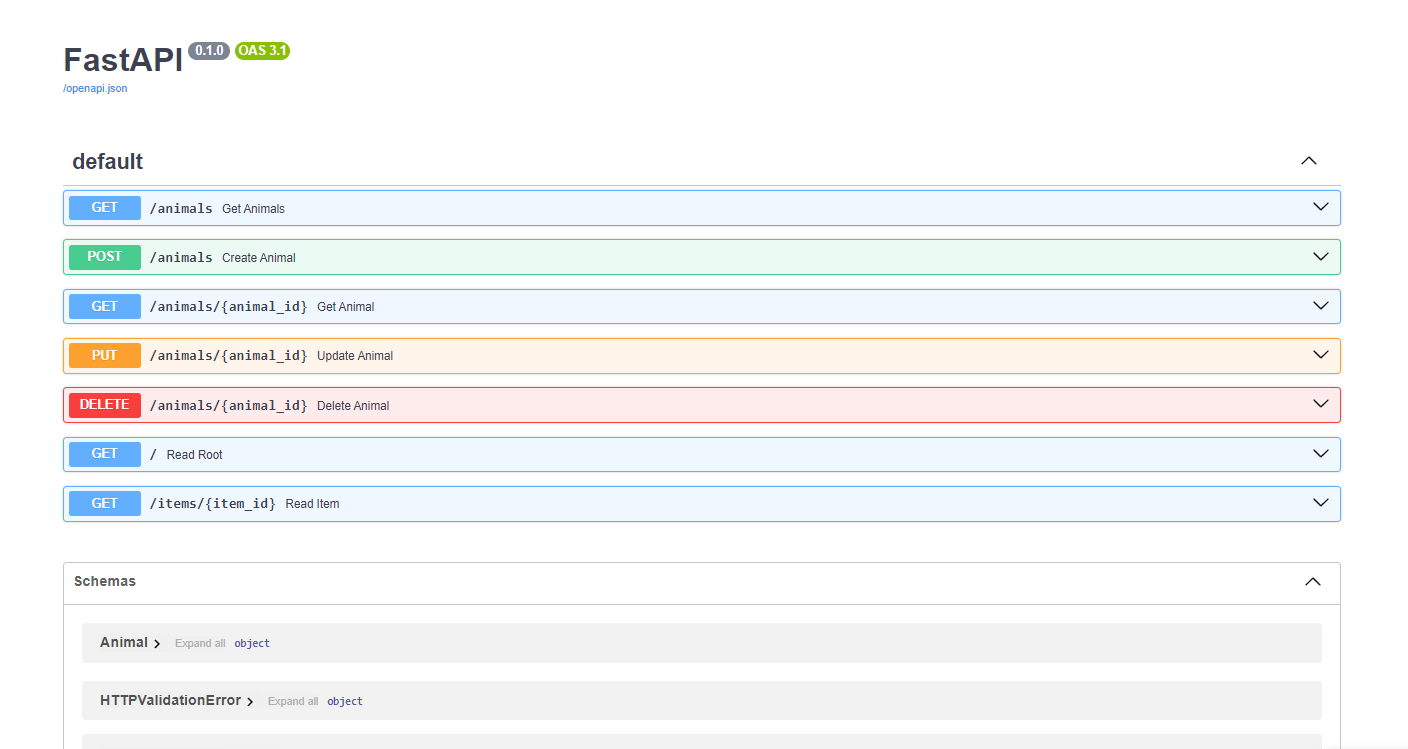 FastAPI 0.1.0 OAS 3.1
/openapi.json
default
GET /animals Get Animals
POST /animals Create Animal
GET /animals/{animal_id} Get Animal
PUT /animals/{animal_id} Update Animal
DELETE /animals/{animal_id} Delete Animal
GET / Read Root
GET /items/{item_id} Read Item
Schemas
Animal Expand all object
HTTPValidationError Expand all object